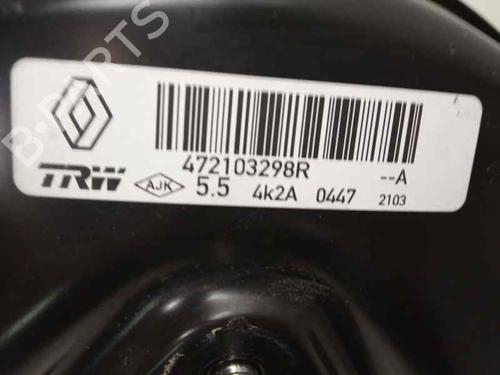 B-PARTS
472103298R --A
TRW AJK 5.5 4k2A 0447 2103